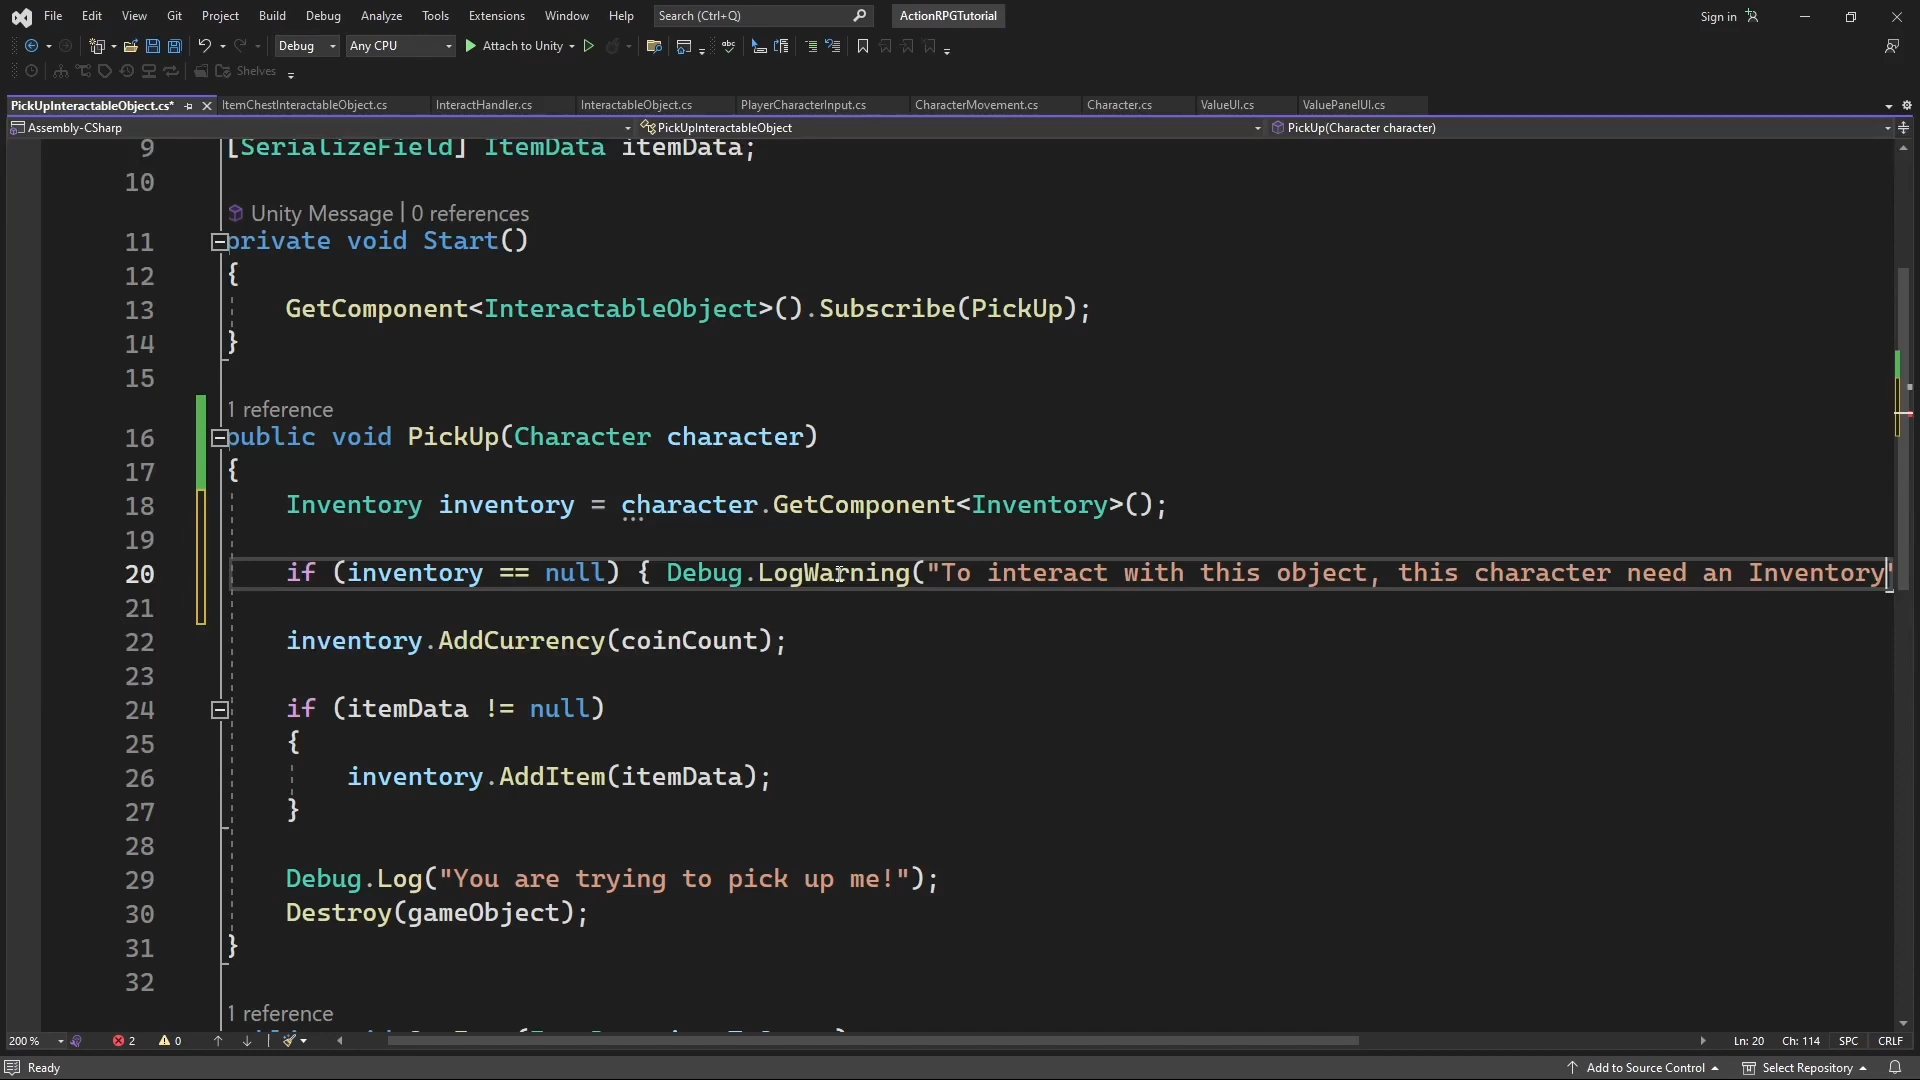 File Edit View Git Project Build Debug Analyze Tools Extensions Window Help Search (Ctrl+Q) ActionRPGTutorial Sign in
Debug Any CPU Attach to Unity
Shelves
PickUpInteractableObject.cs* ItemChestInteractableObject.cs InteractHandler.cs InteractableObject.cs PlayerCharacterInput.cs CharacterMovement.cs Character.cs ValueUI.cs ValuePanelUI.cs
Assembly-CSharp PickUpInteractableObject PickUp(Character character)
9 [SerializeField] ItemData itemData;
10
Unity Message | 0 references
11 private void Start()
12 {
13 GetComponent<InteractableObject>().Subscribe(PickUp);
14 }
15
1 reference
16 public void PickUp(Character character)
17 {
18 Inventory inventory = character.GetComponent<Inventory>();
19
20 if (inventory == null) { Debug.LogWarning("To interact with this object, this character need an Inventory"
21
22 inventory.AddCurrency(coinCount);
23
24 if (itemData != null)
25 {
26 inventory.AddItem(itemData);
27 }
28
29 Debug.Log("You are trying to pick up me!");
30 Destroy(gameObject);
31 }
32
1 reference
200 % 2 0 Ln: 20 Ch: 114 SPC CRLF
Ready Add to Source Control Select Repository